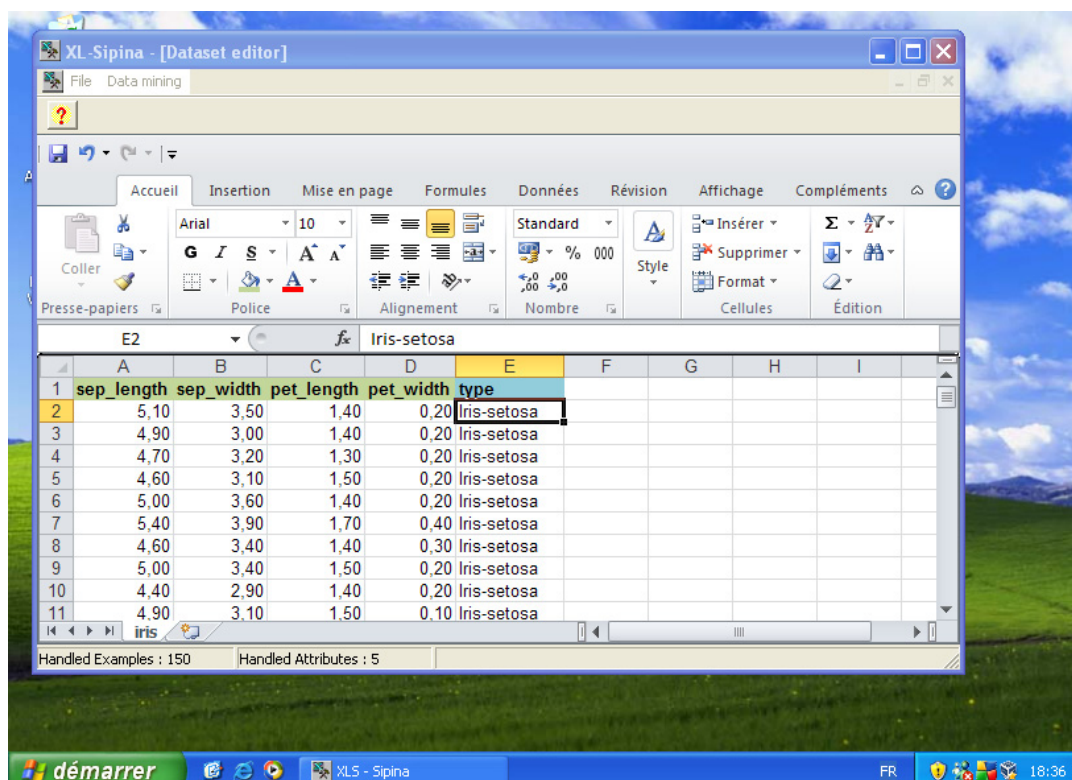 XL-Sipina - [Dataset editor]
File Data mining
?
Accueil Insertion Mise en page Formules Données Révision Affichage Compléments ?
Coller
Arial 10
G I S A A
A
Standard
% 000
,0 ,00
,00 ,0
A
Style
Insérer
Supprimer
Format
Σ A Z
Presse-papiers Police Alignement Nombre Cellules Édition
E2 fx Iris-setosa
A B C D E F G H I
1 sep_length sep_width pet_length pet_width type
2 5,10 3,50 1,40 0,20 Iris-setosa
3 4,90 3,00 1,40 0,20 Iris-setosa
4 4,70 3,20 1,30 0,20 Iris-setosa
5 4,60 3,10 1,50 0,20 Iris-setosa
6 5,00 3,60 1,40 0,20 Iris-setosa
7 5,40 3,90 1,70 0,40 Iris-setosa
8 4,60 3,40 1,40 0,30 Iris-setosa
9 5,00 3,40 1,50 0,20 Iris-setosa
10 4,40 2,90 1,40 0,20 Iris-setosa
11 4,90 3,10 1,50 0,10 Iris-setosa
iris
Handled Examples : 150 Handled Attributes : 5
démarrer XLS - Sipina FR 18:36